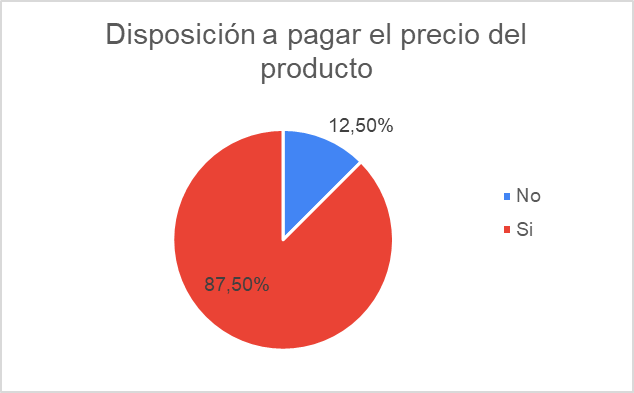 Disposición a pagar el precio del
producto
12,50%
No
Si
87,50%